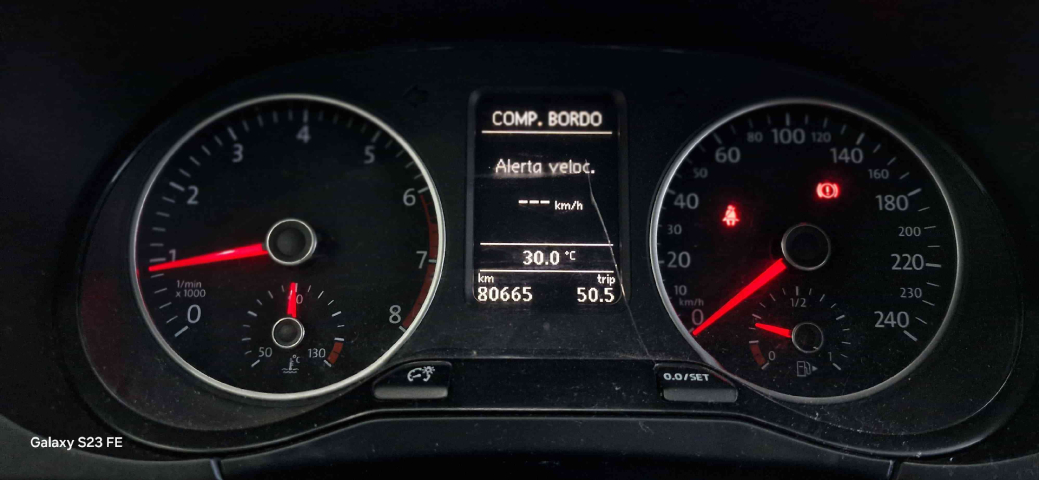 4
3
5
2
6
1
7
1/min
x 1000
0
8
50
130
°C
COMP. BORDO
Alerta veloc.
--- km/h
30.0 °C
km trip
80665 50.5
80 100 120
60 140
50 160
40 180
30 200
20 220
10 230
km/h
0 240
1/2
0 1
0.0/SET
Galaxy S23 FE